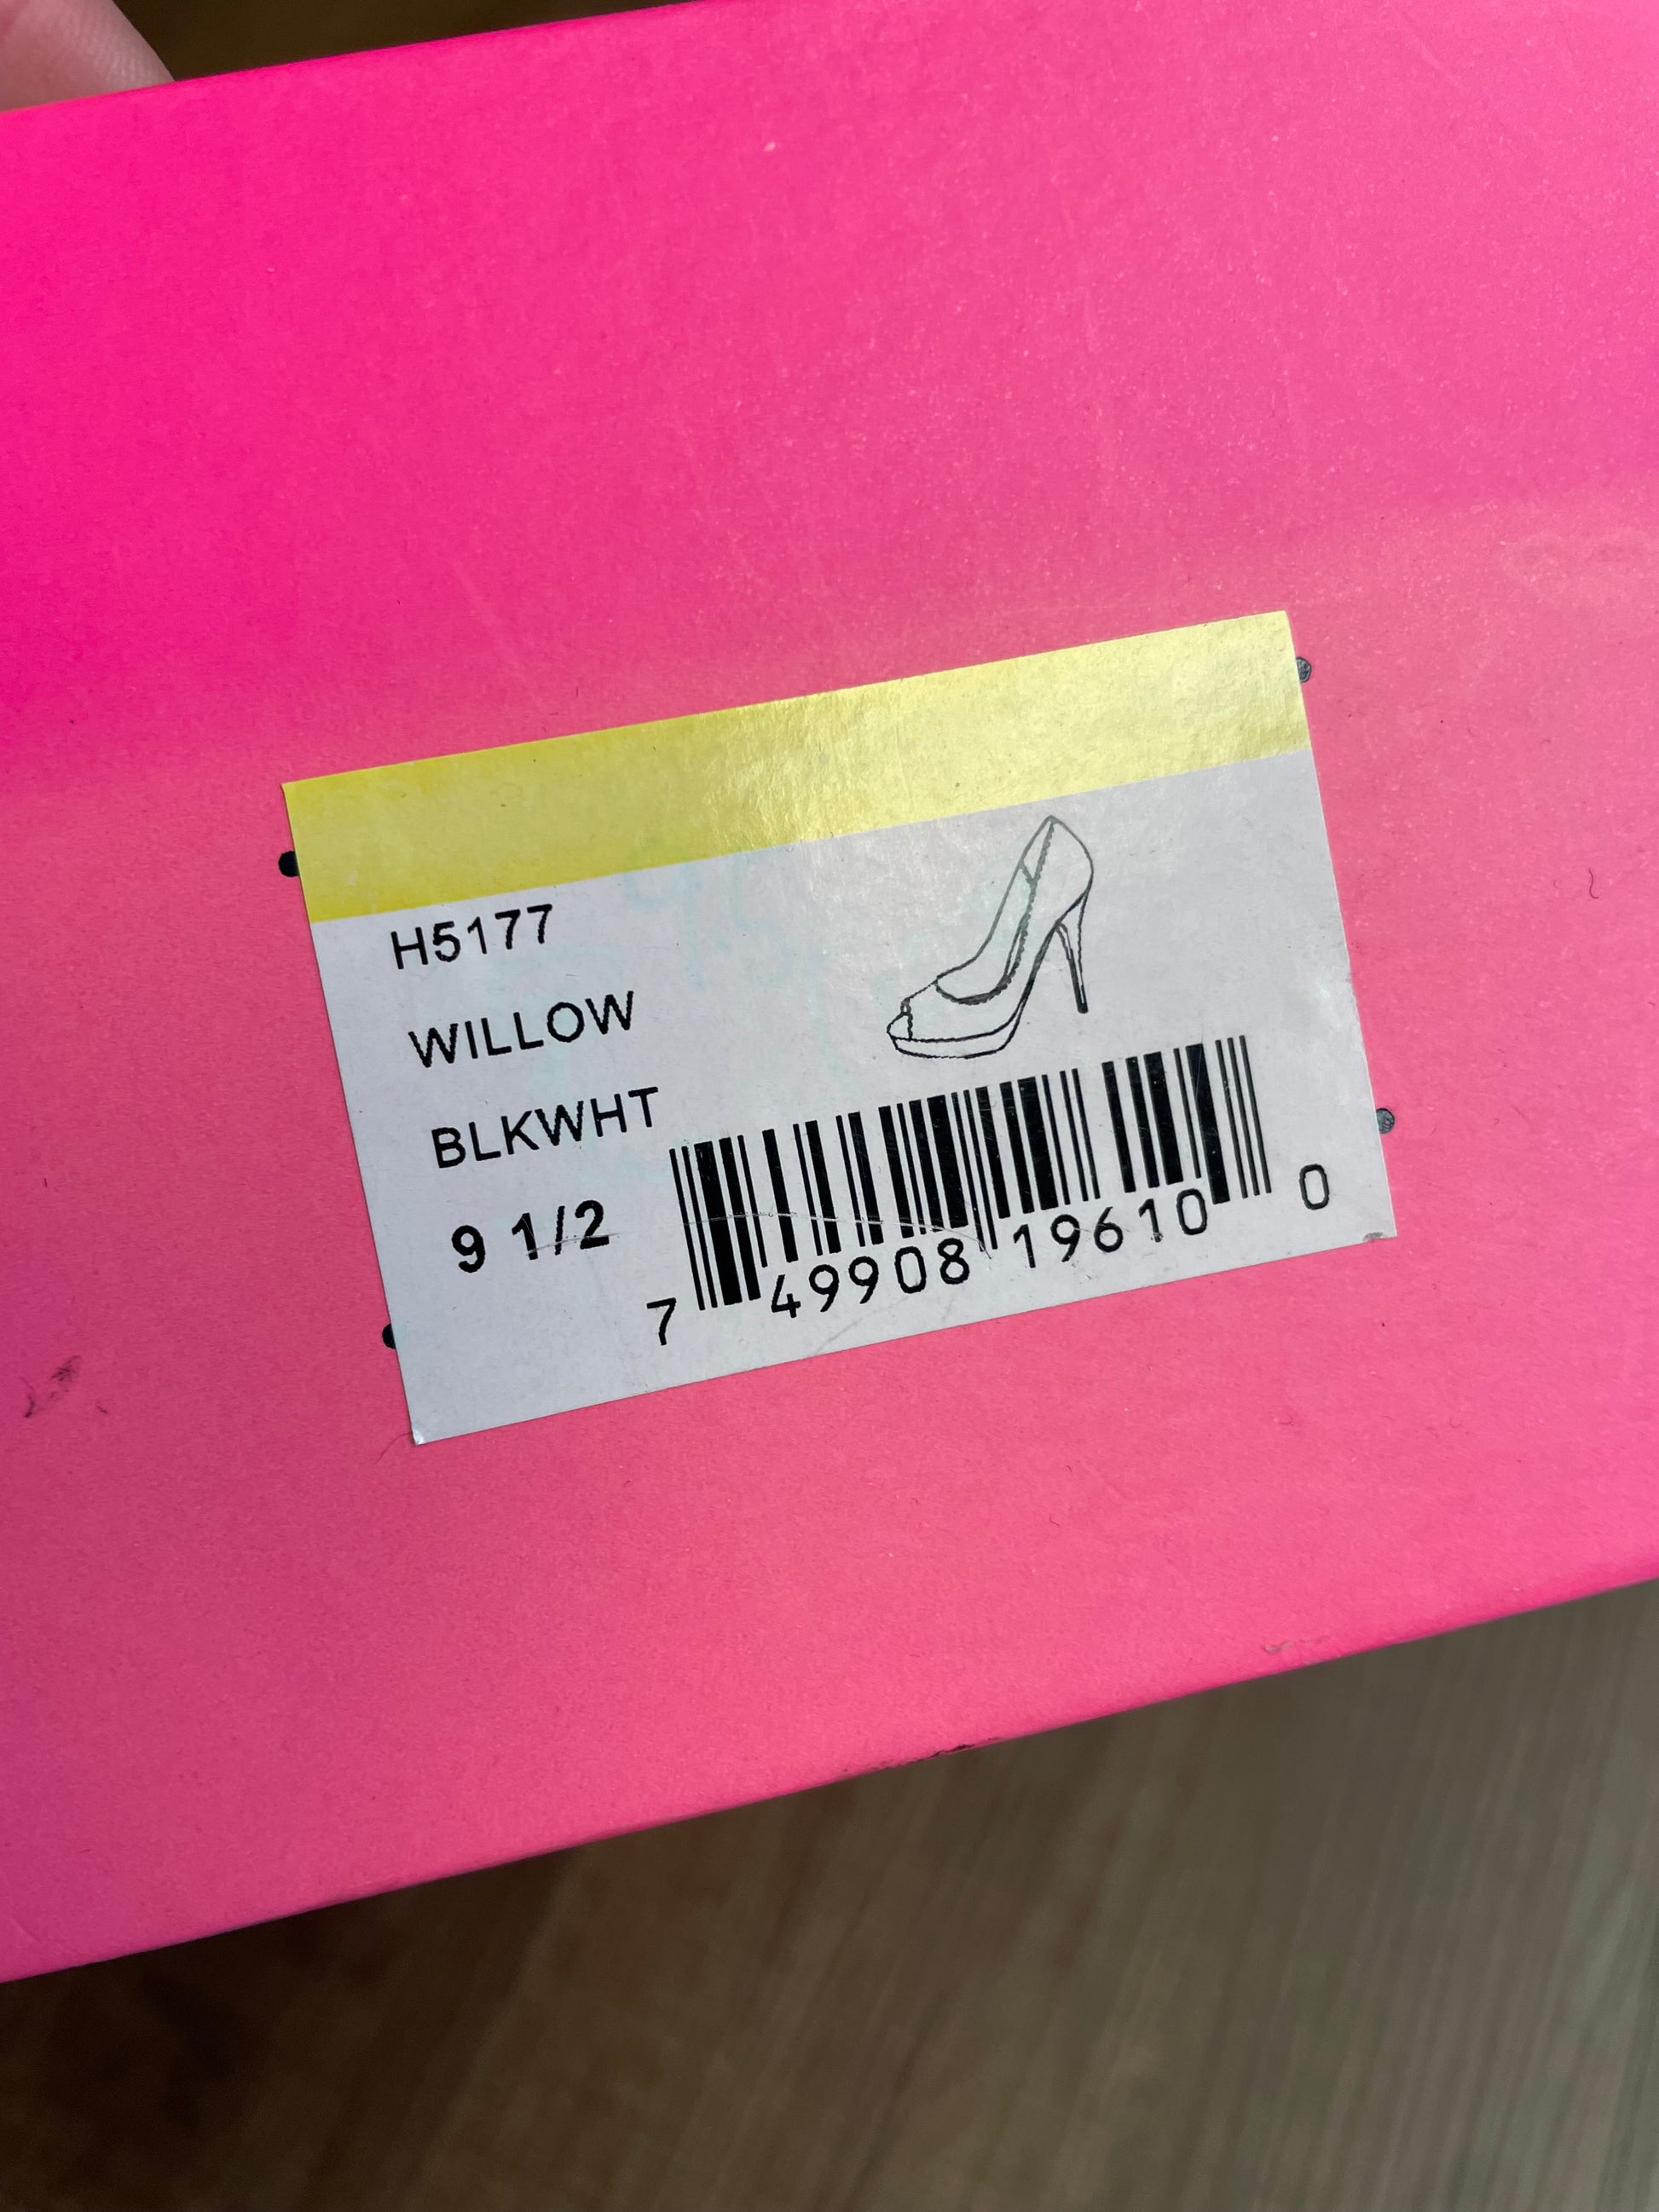 H5177
WILLOW
BLKWHT
9 1/2
7 49908 19610 0